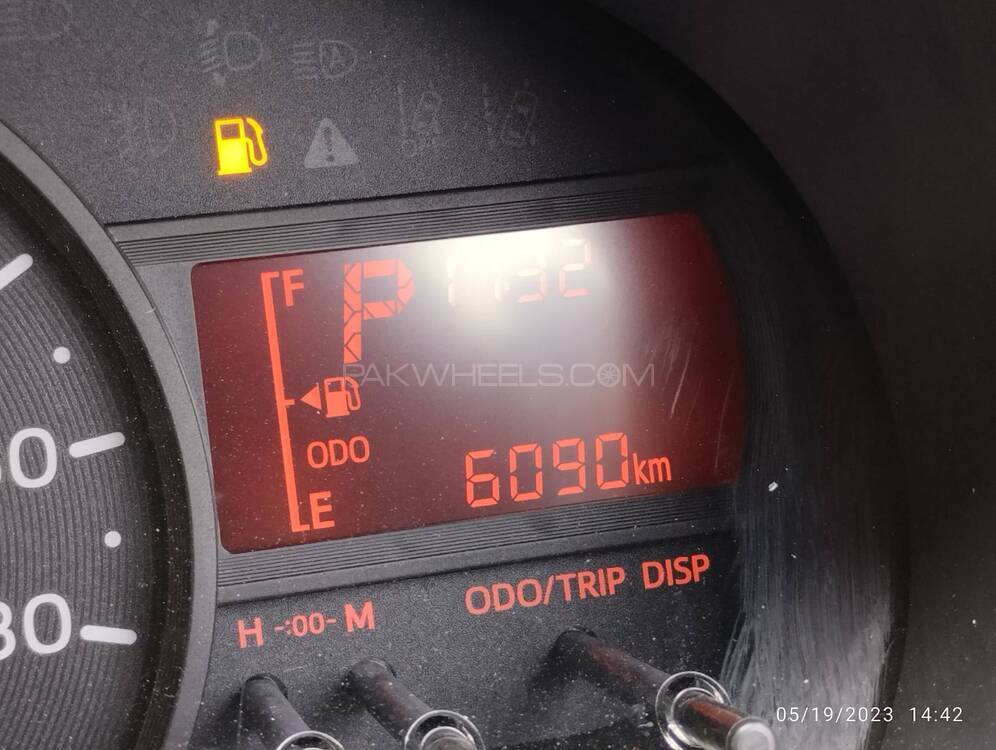 F
P
PAKWHEELS.COM
ODO
6090km
E
ODO/TRIP DISP
H -:00- M
05/19/2023 14:42